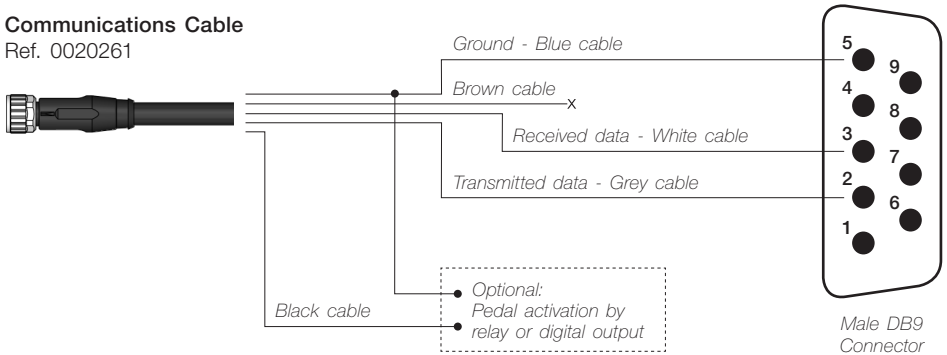 Communications Cable
Ref. 0020261
Ground - Blue cable
Brown cable
X
Received data - White cable
Transmitted data - Grey cable
Black cable
Optional:
Pedal activation by
relay or digital output
5
9
4
8
3
7
2
6
1
Male DB9
Connector